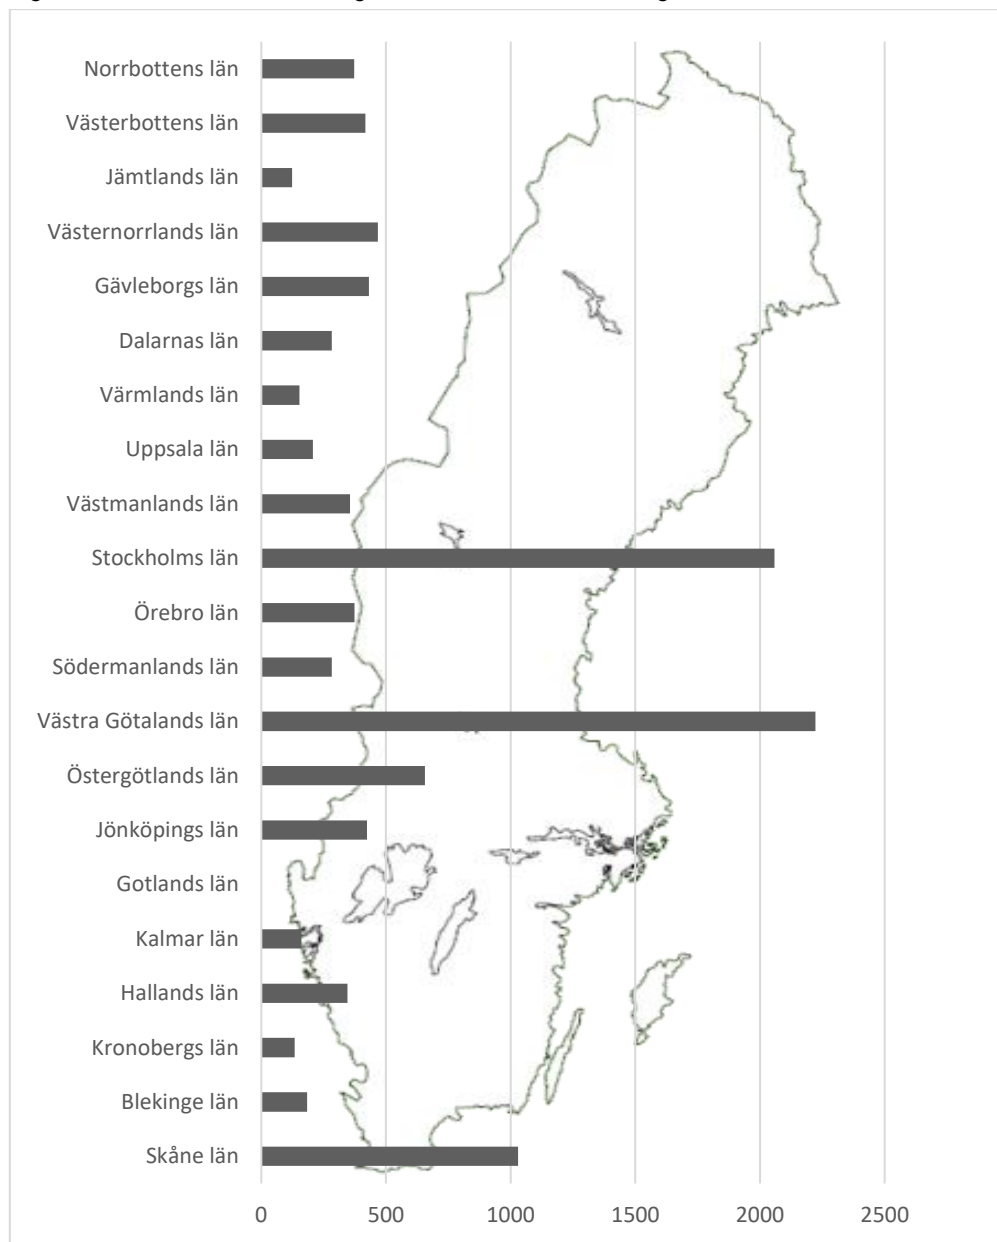 Norrbottens län
Västerbottens län
Jämtlands län
Västernorrlands län
Gävleborgs län
Dalarnas län
Värmlands län
Uppsala län
Västmanlands län
Stockholms län
Örebro län
Södermanlands län
Västra Götalands län
Östergötlands län
Jönköpings län
Gotlands län
Kalmar län
Hallands län
Kronobergs län
Blekinge län
Skåne län
0 500 1000 1500 2000 2500